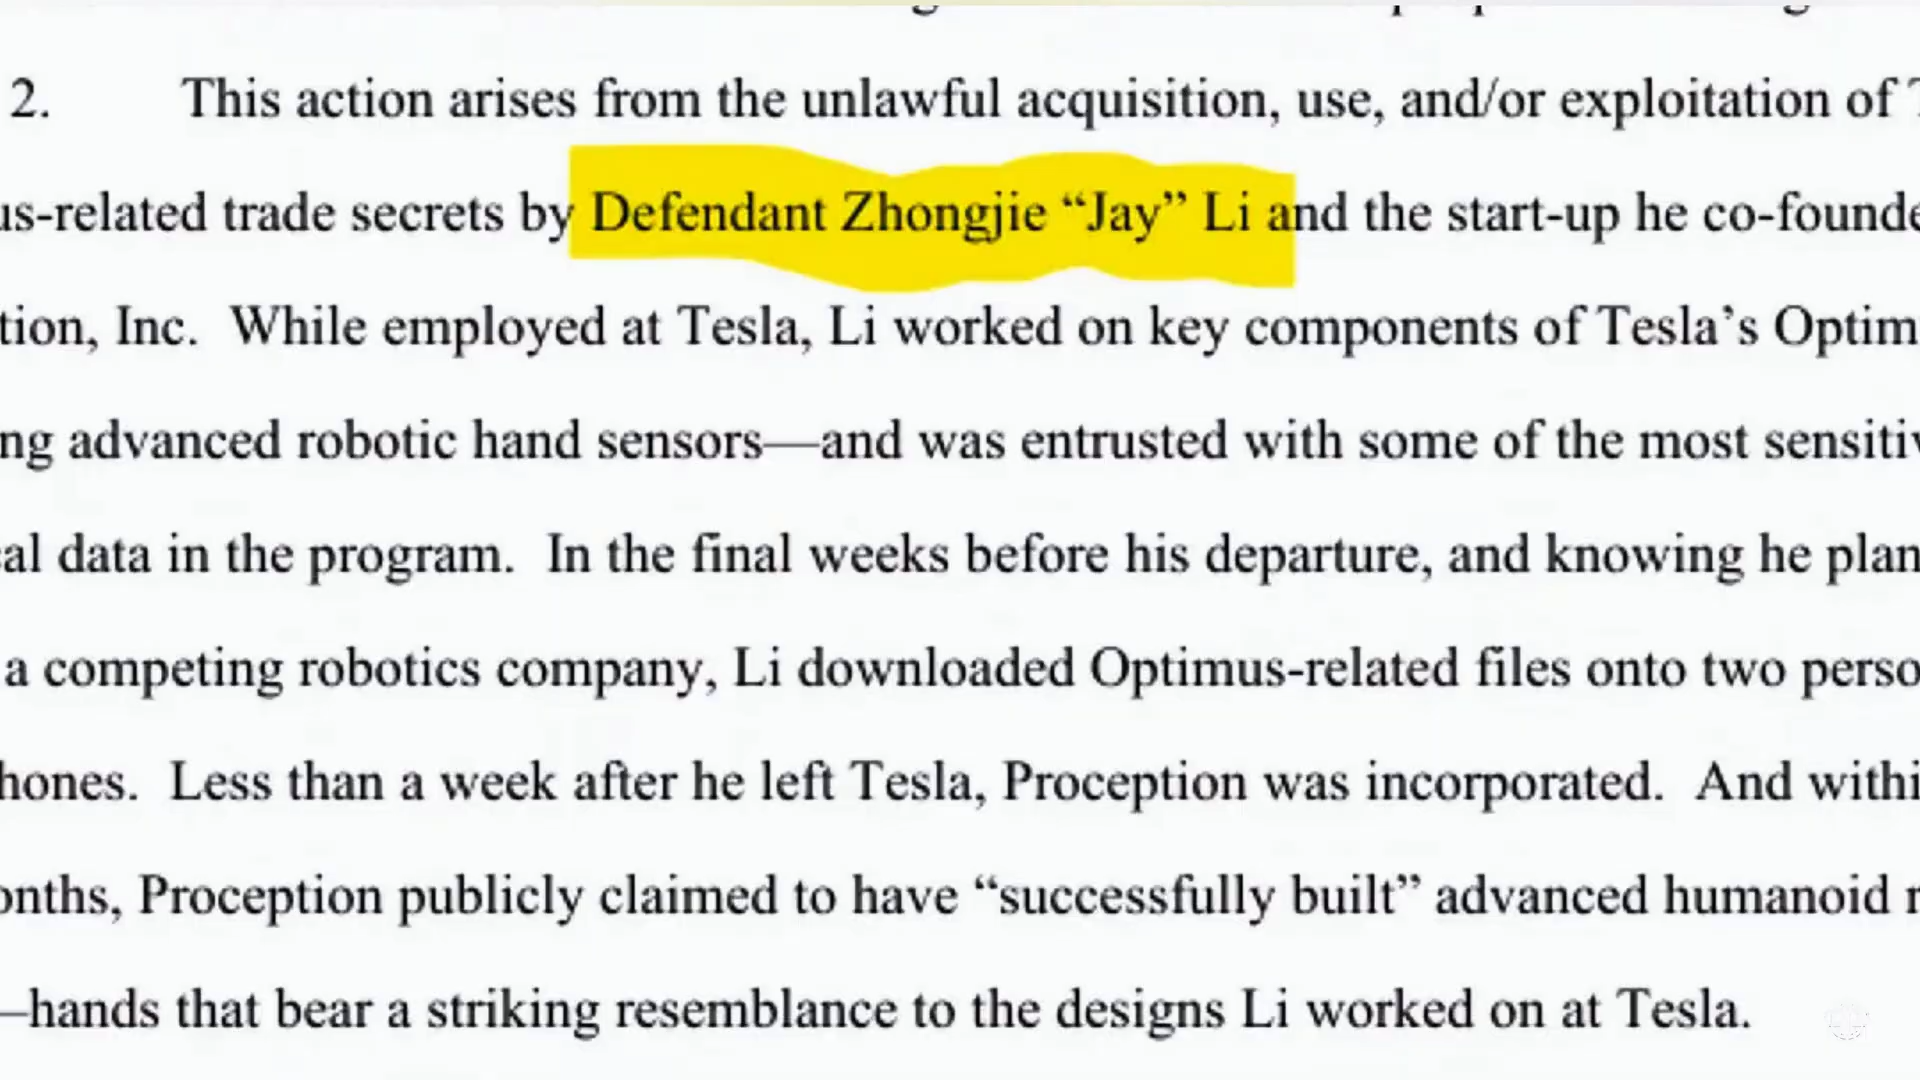 2. This action arises from the unlawful acquisition, use, and/or exploitation of
us-related trade secrets by Defendant Zhongjie “Jay” Li and the start-up he co-founde
tion, Inc. While employed at Tesla, Li worked on key components of Tesla’s Optim
ng advanced robotic hand sensors—and was entrusted with some of the most sensitiv
al data in the program. In the final weeks before his departure, and knowing he plan
a competing robotics company, Li downloaded Optimus-related files onto two perso
hones. Less than a week after he left Tesla, Proception was incorporated. And withi
onths, Proception publicly claimed to have “successfully built” advanced humanoid r
—hands that bear a striking resemblance to the designs Li worked on at Tesla.